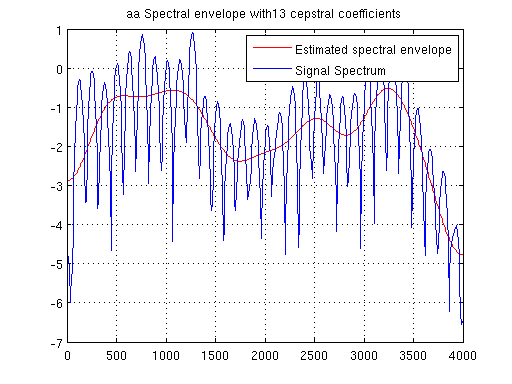 aa Spectral envelope with13 cepstral coefficients
Estimated spectral envelope
Signal Spectrum
1
0
-1
-2
-3
-4
-5
-6
-7
0 500 1000 1500 2000 2500 3000 3500 4000